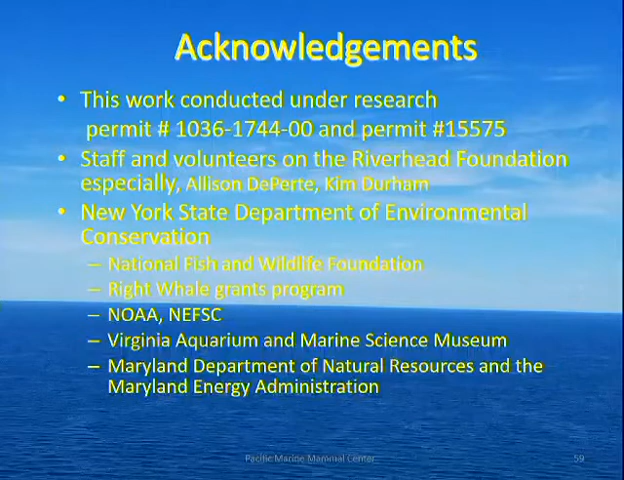 Acknowledgements
• This work conducted under research
permit # 1036-1744-00 and permit #15575
• Staff and volunteers on the Riverhead Foundation
especially, Allison DePerte, Kim Durham
• New York State Department of Environmental
Conservation
– National Fish and Wildlife Foundation
– Right Whale grants program
– NOAA, NEFSC
– Virginia Aquarium and Marine Science Museum
– Maryland Department of Natural Resources and the
Maryland Energy Administration
Pacific Marine Mammal Center
59